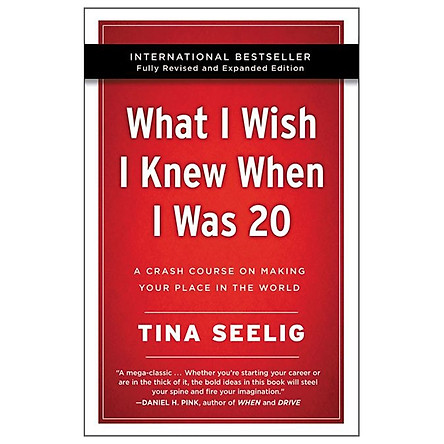 INTERNATIONAL BESTSELLER
Fully Revised and Expanded Edition
What I Wish
I Knew When
I Was 20
A CRASH COURSE ON MAKING
YOUR PLACE IN THE WORLD
TINA SEELIG
“A mega-classic ... Whether you’re starting your career or
are in the thick of it, the bold ideas in this book will steel
your spine and fire your imagination.”
—DANIEL H. PINK, author of WHEN and DRIVE